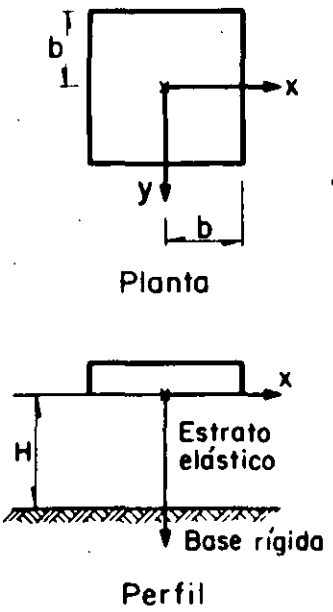 b
x
y
b
Planta
x
H
Estrato
elástico
Base rígida
Perfil